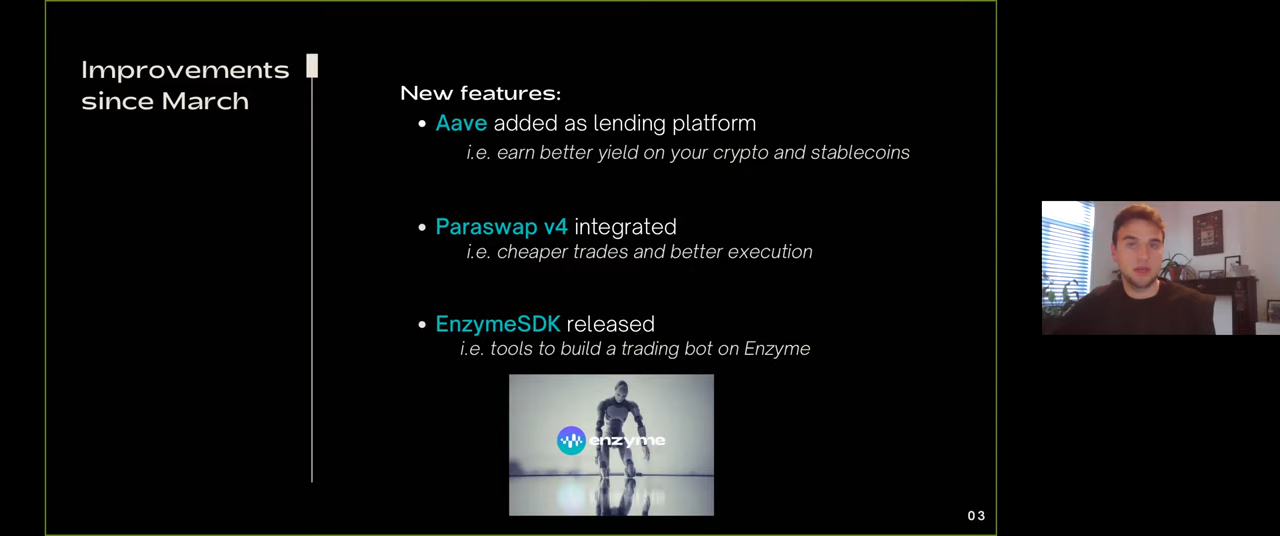 Improvements
since March
New features:
• Aave added as lending platform
i.e. earn better yield on your crypto and stablecoins
• Paraswap v4 integrated
i.e. cheaper trades and better execution
• EnzymeSDK released
i.e. tools to build a trading bot on Enzyme
enzyme
03